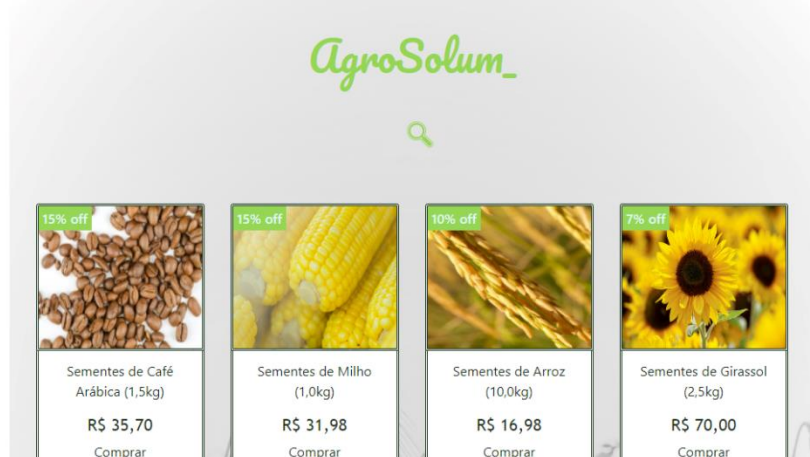 AgroSolum_
15% off
15% off
10% off
7% off
Sementes de Café
Arábica (1,5kg)
R$ 35,70
Comprar
Sementes de Milho
(1,0kg)
R$ 31,98
Comprar
Sementes de Arroz
(10,0kg)
R$ 16,98
Comprar
Sementes de Girassol
(2,5kg)
R$ 70,00
Comprar